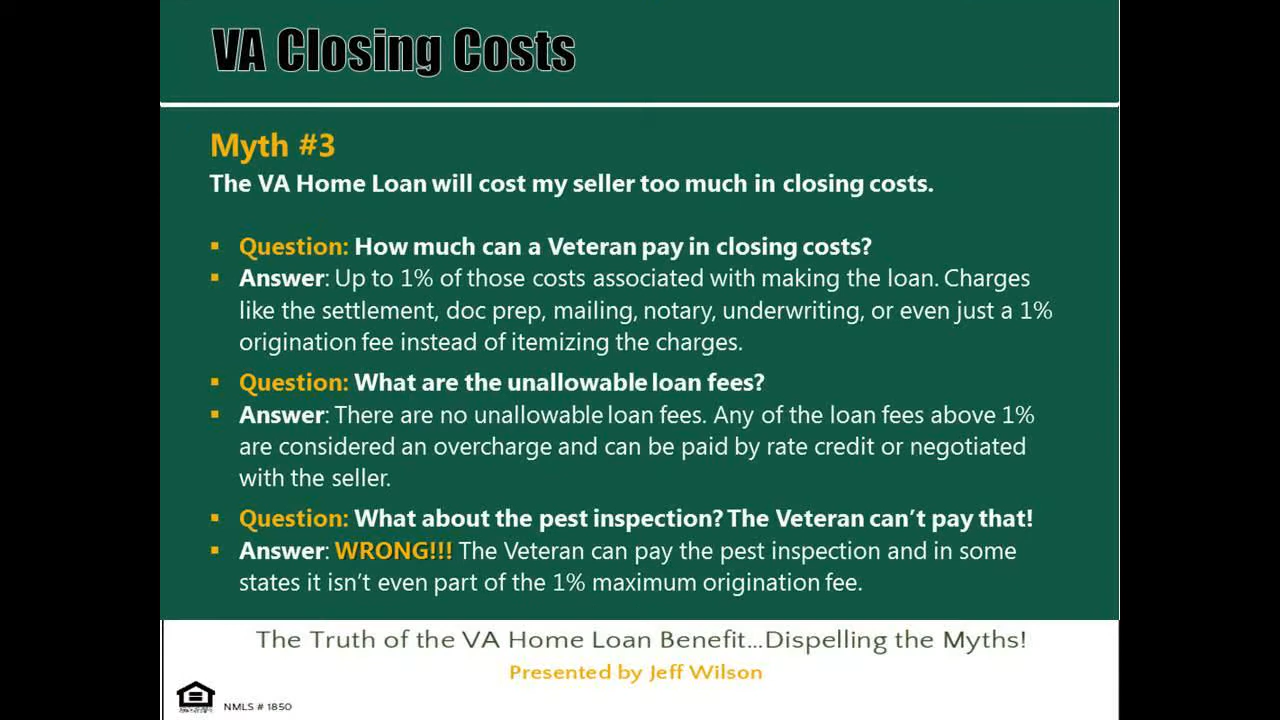 VA Closing Costs
Myth #3
The VA Home Loan will cost my seller too much in closing costs.
▪ Question: How much can a Veteran pay in closing costs?
▪ Answer: Up to 1% of those costs associated with making the loan. Charges
like the settlement, doc prep, mailing, notary, underwriting, or even just a 1%
origination fee instead of itemizing the charges.
▪ Question: What are the unallowable loan fees?
▪ Answer: There are no unallowable loan fees. Any of the loan fees above 1%
are considered an overcharge and can be paid by rate credit or negotiated
with the seller.
▪ Question: What about the pest inspection? The Veteran can’t pay that!
▪ Answer: WRONG!!! The Veteran can pay the pest inspection and in some
states it isn’t even part of the 1% maximum origination fee.
The Truth of the VA Home Loan Benefit...Dispelling the Myths!
Presented by Jeff Wilson
NMLS # 1850